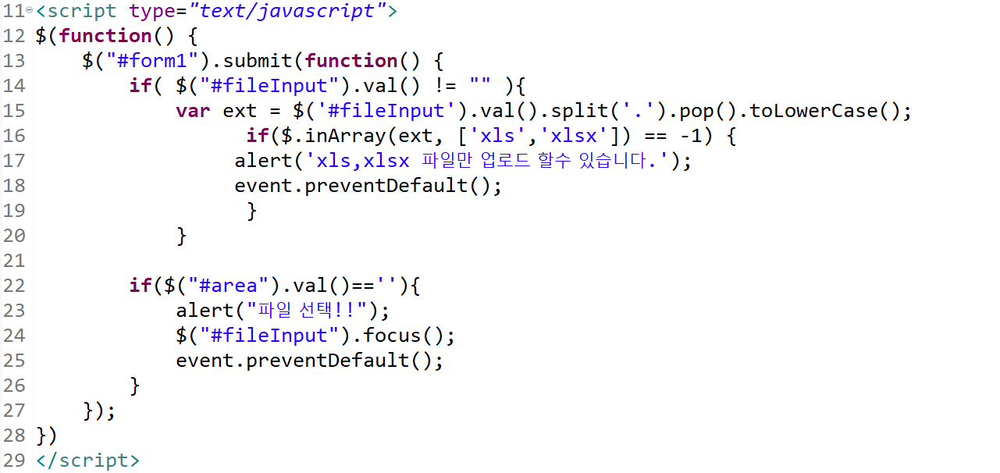 11 <script type="text/javascript">
12 $(function() {
13     $("#form1").submit(function() {
14         if( $("#fileInput").val() != "" ){
15             var ext = $('#fileInput').val().split('.').pop().toLowerCase();
16                   if($.inArray(ext, ['xls','xlsx']) == -1) {
17                  alert('xls,xlsx 파일만 업로드 할수 있습니다.');
18                  event.preventDefault();
19                   }
20             }
21
22         if($("#area").val()==''){
23             alert("파일 선택!!");
24             $("#fileInput").focus();
25             event.preventDefault();
26         }
27     });
28 })
29 </script>